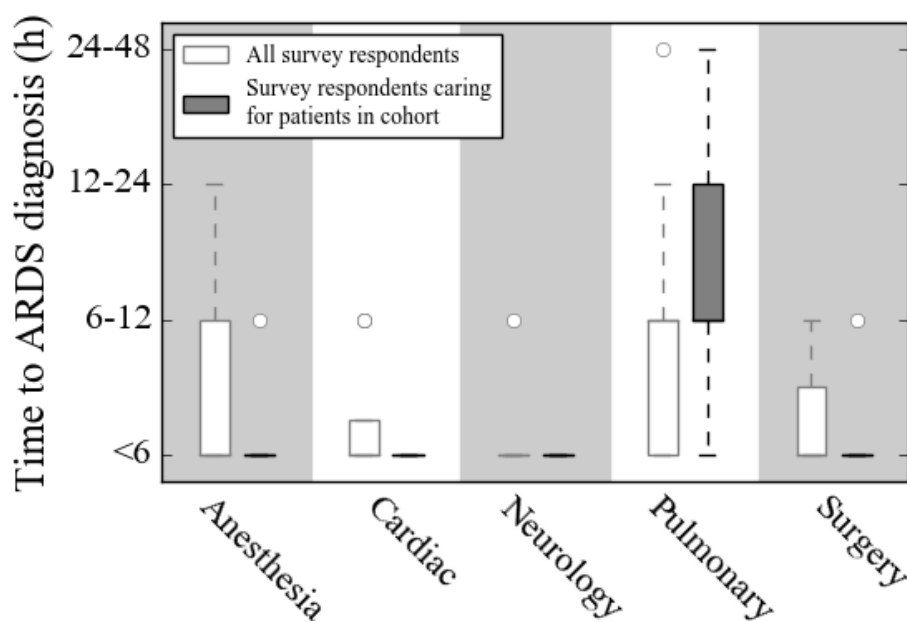 Time to ARDS diagnosis (h)
24-48
12-24
6-12
<6
All survey respondents
Survey respondents caring
for patients in cohort
Anesthesia
Cardiac
Neurology
Pulmonary
Surgery